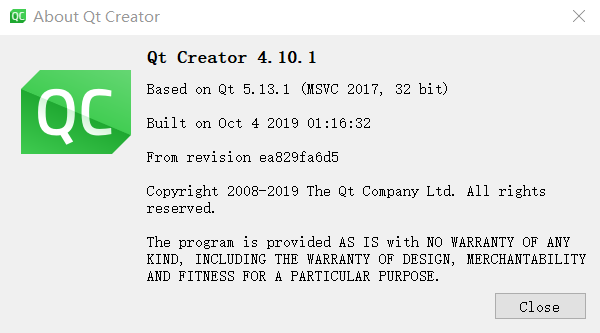 About Qt Creator
Qt Creator 4.10.1
Based on Qt 5.13.1 (MSVC 2017, 32 bit)
QC
Built on Oct 4 2019 01:16:32
From revision ea829fa6d5
Copyright 2008-2019 The Qt Company Ltd. All rights
reserved.
The program is provided AS IS with NO WARRANTY OF ANY
KIND, INCLUDING THE WARRANTY OF DESIGN, MERCHANTABILITY
AND FITNESS FOR A PARTICULAR PURPOSE.
Close